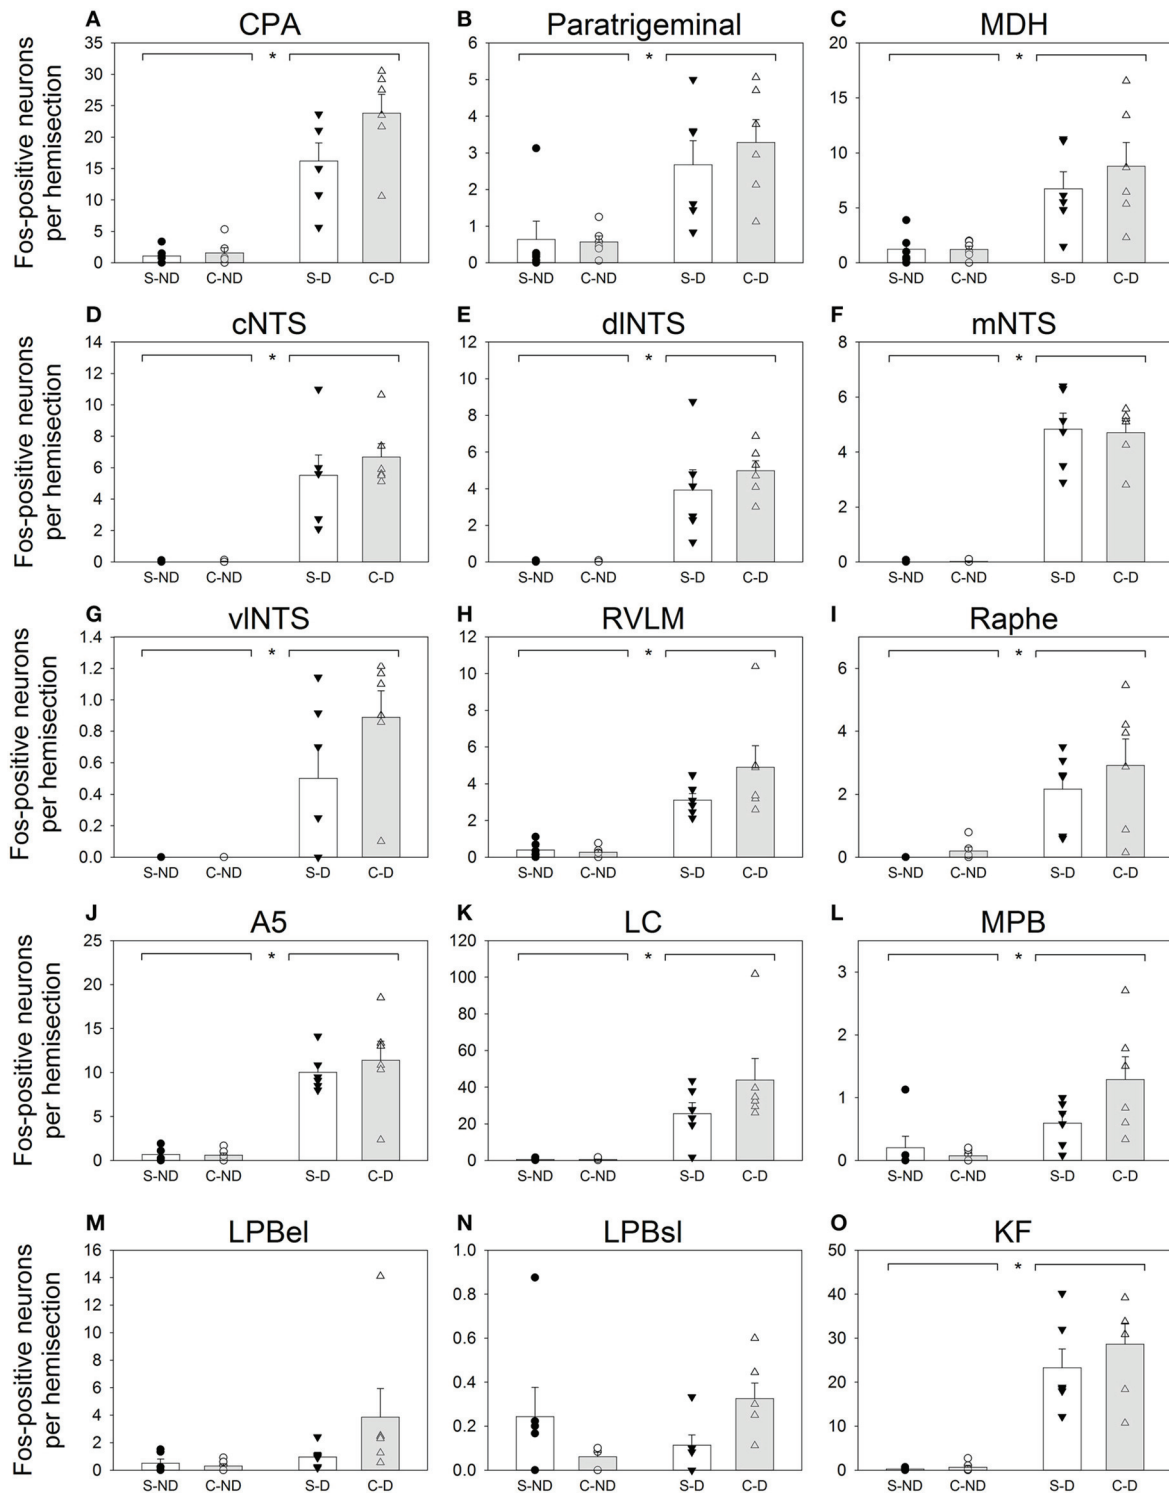 A CPA
B Paratrigeminal
C MDH
Fos-positive neurons
per hemisection
35
30
25
20
15
10
5
0
*
S-ND C-ND S-D C-D
6
5
4
3
2
1
0
*
S-ND C-ND S-D C-D
20
15
10
5
0
*
S-ND C-ND S-D C-D
D cNTS
E dlNTS
F mNTS
Fos-positive neurons
per hemisection
14
12
10
8
6
4
2
0
*
S-ND C-ND S-D C-D
12
10
8
6
4
2
0
*
S-ND C-ND S-D C-D
8
6
4
2
0
*
S-ND C-ND S-D C-D
G vlNTS
H RVLM
I Raphe
Fos-positive neurons
per hemisection
1.4
1.2
1.0
0.8
0.6
0.4
0.2
0.0
*
S-ND C-ND S-D C-D
12
10
8
6
4
2
0
*
S-ND C-ND S-D C-D
6
4
2
0
*
S-ND C-ND S-D C-D
J A5
K LC
L MPB
Fos-positive neurons
per hemisection
25
20
15
10
5
0
*
S-ND C-ND S-D C-D
120
100
80
60
40
20
0
*
S-ND C-ND S-D C-D
3
2
1
0
*
S-ND C-ND S-D C-D
M LPBel
N LPBsl
O KF
Fos-positive neurons
per hemisection
16
14
12
10
8
6
4
2
0
S-ND C-ND S-D C-D
1.0
0.8
0.6
0.4
0.2
0.0
S-ND C-ND S-D C-D
50
40
30
20
10
0
*
S-ND C-ND S-D C-D